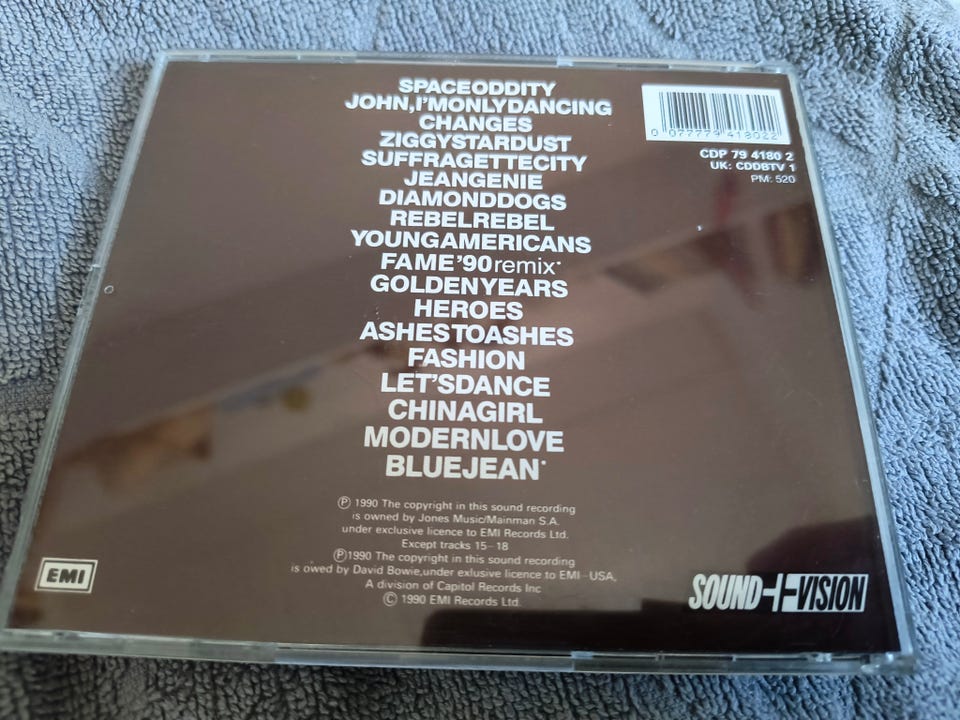 SPACEODDITY
JOHN,I'MONLYDANCING
CHANGES
ZIGGYSTARDUST
SUFFRAGETTECITY
JEANGENIE
DIAMONDDOGS
REBELREBEL
YOUNGAMERICANS
FAME'90remix*
GOLDENYEARS
HEROES
ASHESTOASHES
FASHION
LET'SDANCE
CHINAGIRL
MODERNLOVE
BLUEJEAN*
0 077779 418022
CDP 79 4180 2
UK: CDDBTV 1
PM: 520
℗ 1990 The copyright in this sound recording
is owned by Jones Music/Mainman S.A.
under exclusive licence to EMI Records Ltd.
Except tracks 15-18
℗1990 The copyright in this sound recording
is owed by David Bowie,under exlusive licence to EMI-USA,
A division of Capitol Records Inc
© 1990 EMI Records Ltd.
EMI
SOUND+VISION